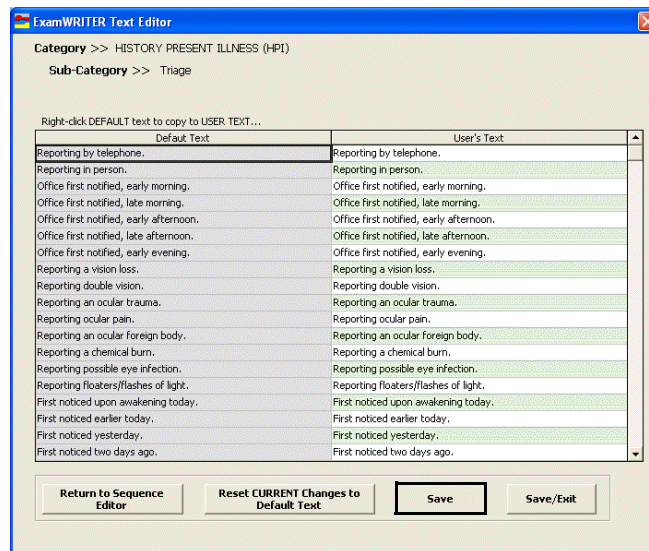 ExamWRITER Text Editor
Category >> HISTORY PRESENT ILLNESS (HPI)
Sub-Category >> Triage
Right-click DEFAULT text to copy to USER TEXT...
Defaut Text User's Text
Reporting by telephone. Reporting by telephone.
Reporting in person. Reporting in person.
Office first notified, early morning. Office first notified, early morning.
Office first notified, late morning. Office first notified, late morning.
Office first notified, early afternoon. Office first notified, early afternoon.
Office first notified, late afternoon. Office first notified, late afternoon.
Office first notified, early evening. Office first notified, early evening.
Reporting a vision loss. Reporting a vision loss.
Reporting double vision. Reporting double vision.
Reporting an ocular trauma. Reporting an ocular trauma.
Reporting ocular pain. Reporting ocular pain.
Reporting an ocular foreign body. Reporting an ocular foreign body.
Reporting a chemical burn. Reporting a chemical burn.
Reporting possible eye infection. Reporting possible eye infection.
Reporting floaters/flashes of light. Reporting floaters/flashes of light.
First noticed upon awakening today. First noticed upon awakening today.
First noticed earlier today. First noticed earlier today.
First noticed yesterday. First noticed yesterday.
First noticed two days ago. First noticed two days ago.
Return to Sequence Editor Reset CURRENT Changes to Default Text Save Save/Exit